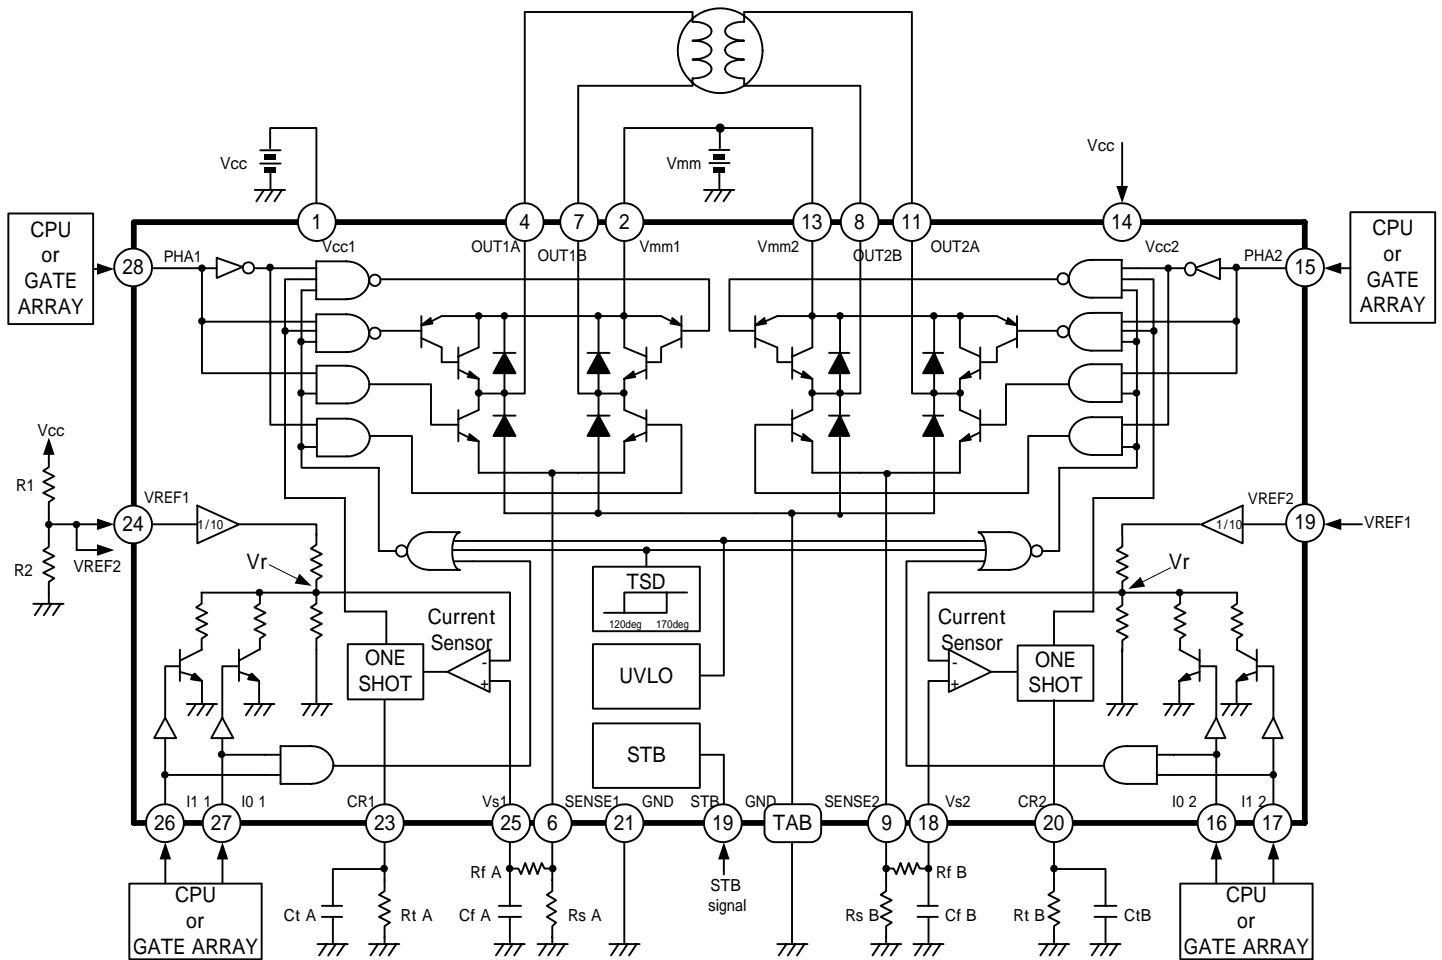 Vcc
Vmm
Vcc
CPU
or
GATE
ARRAY
CPU
or
GATE
ARRAY
1
4
7
2
13
8
11
14
28
15
Vcc1
OUT1A
OUT1B
Vmm1
Vmm2
OUT2B
OUT2A
Vcc2
PHA1
PHA2
Vcc
R1
R2
VREF2
24
VREF1
1/10
Vr
19
VREF2
1/10
Vr
VREF1
TSD
120deg 170deg
UVLO
STB
Current
Sensor
- +
ONE
SHOT
Current
Sensor
- +
ONE
SHOT
I1 1
I0 1
CR1
Vs1
SENSE1
GND
STB
GND
SENSE2
Vs2
CR2
I0 2
I1 2
26
27
23
25
6
21
19
TAB
9
18
20
16
17
CPU
or
GATE ARRAY
Ct A
Rt A
Rf A
Cf A
Rs A
STB
signal
Rs B
Rf B
Cf B
Rt B
CtB
CPU
or
GATE ARRAY